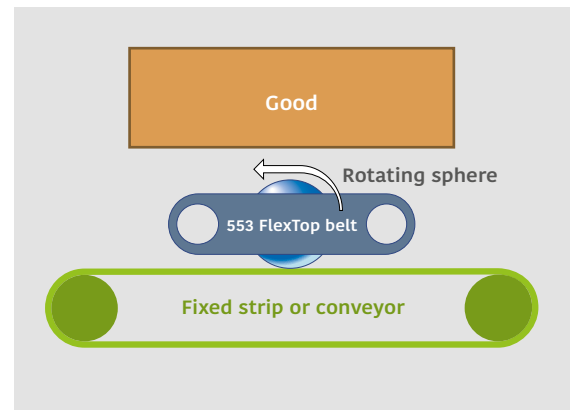 Good
Rotating sphere
553 FlexTop belt
Fixed strip or conveyor